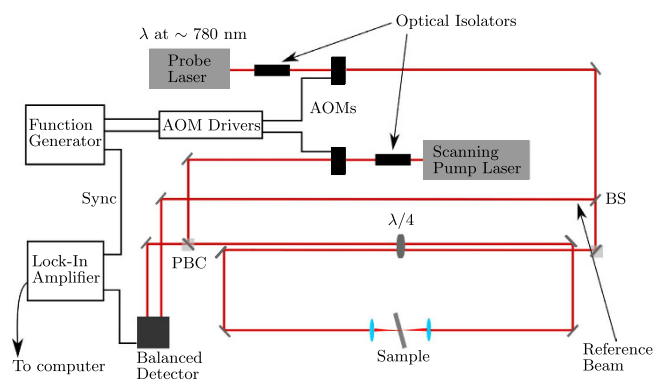 Optical Isolators
λ at ∼ 780 nm
Probe
Laser
AOMs
Function
Generator
AOM Drivers
Scanning
Pump Laser
Sync
BS
λ/4
PBC
Lock-In
Amplifier
Sample
Reference
Beam
To computer
Balanced
Detector